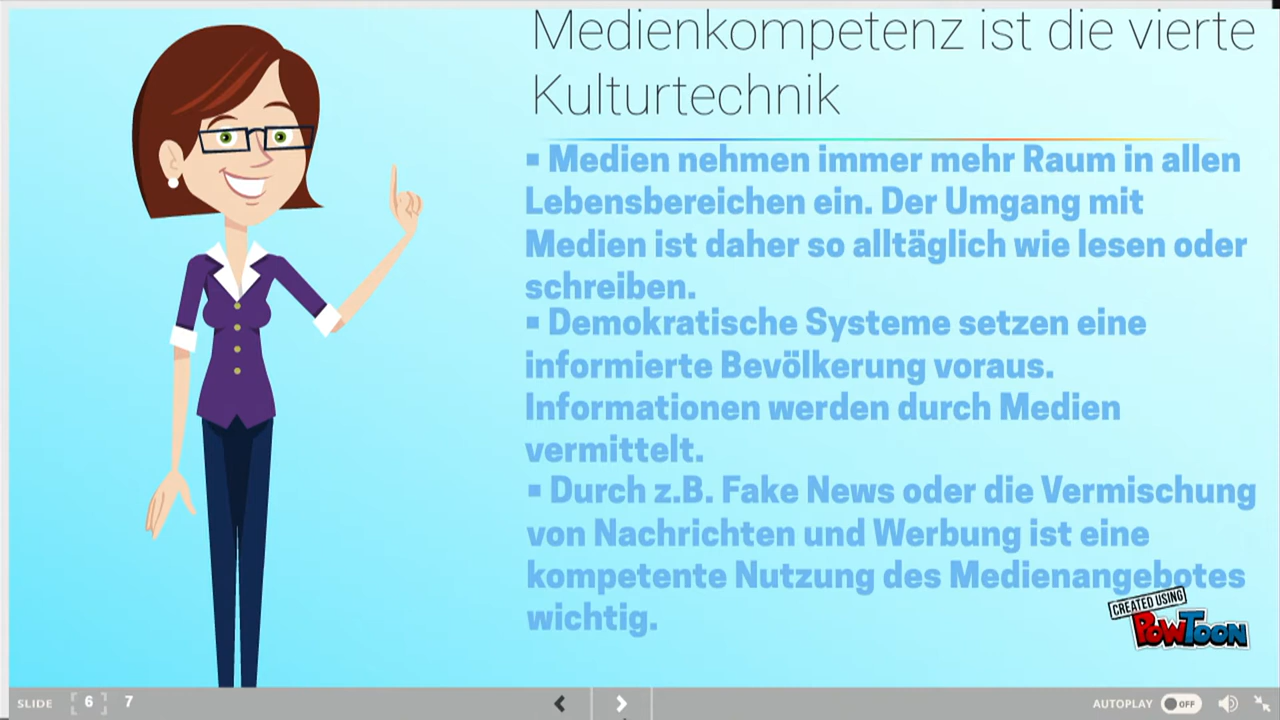 Medienkompetenz ist die vierte
Kulturtechnik
▪ Medien nehmen immer mehr Raum in allen
Lebensbereichen ein. Der Umgang mit
Medien ist daher so alltäglich wie lesen oder
schreiben.
▪ Demokratische Systeme setzen eine
informierte Bevölkerung voraus.
Informationen werden durch Medien
vermittelt.
▪ Durch z.B. Fake News oder die Vermischung
von Nachrichten und Werbung ist eine
kompetente Nutzung des Medienangebotes
wichtig.
CREATED USING
POWTOON
SLIDE 6 7 AUTOPLAY OFF